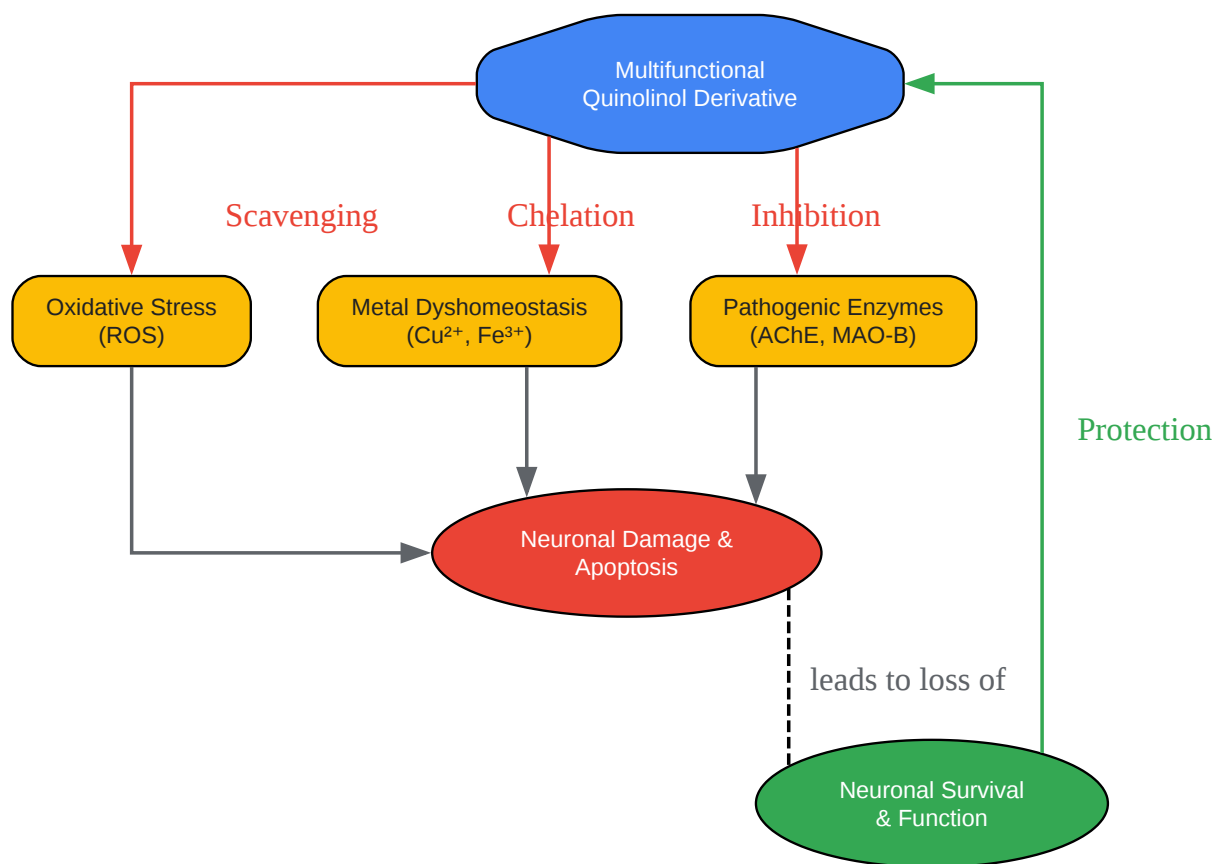 Multifunctional
Quinolinol Derivative
Scavenging
Chelation
Inhibition
Oxidative Stress
(ROS)
Metal Dyshomeostasis
(Cu²⁺, Fe³⁺)
Pathogenic Enzymes
(AChE, MAO-B)
Protection
Neuronal Damage &
Apoptosis
leads to loss of
Neuronal Survival
& Function